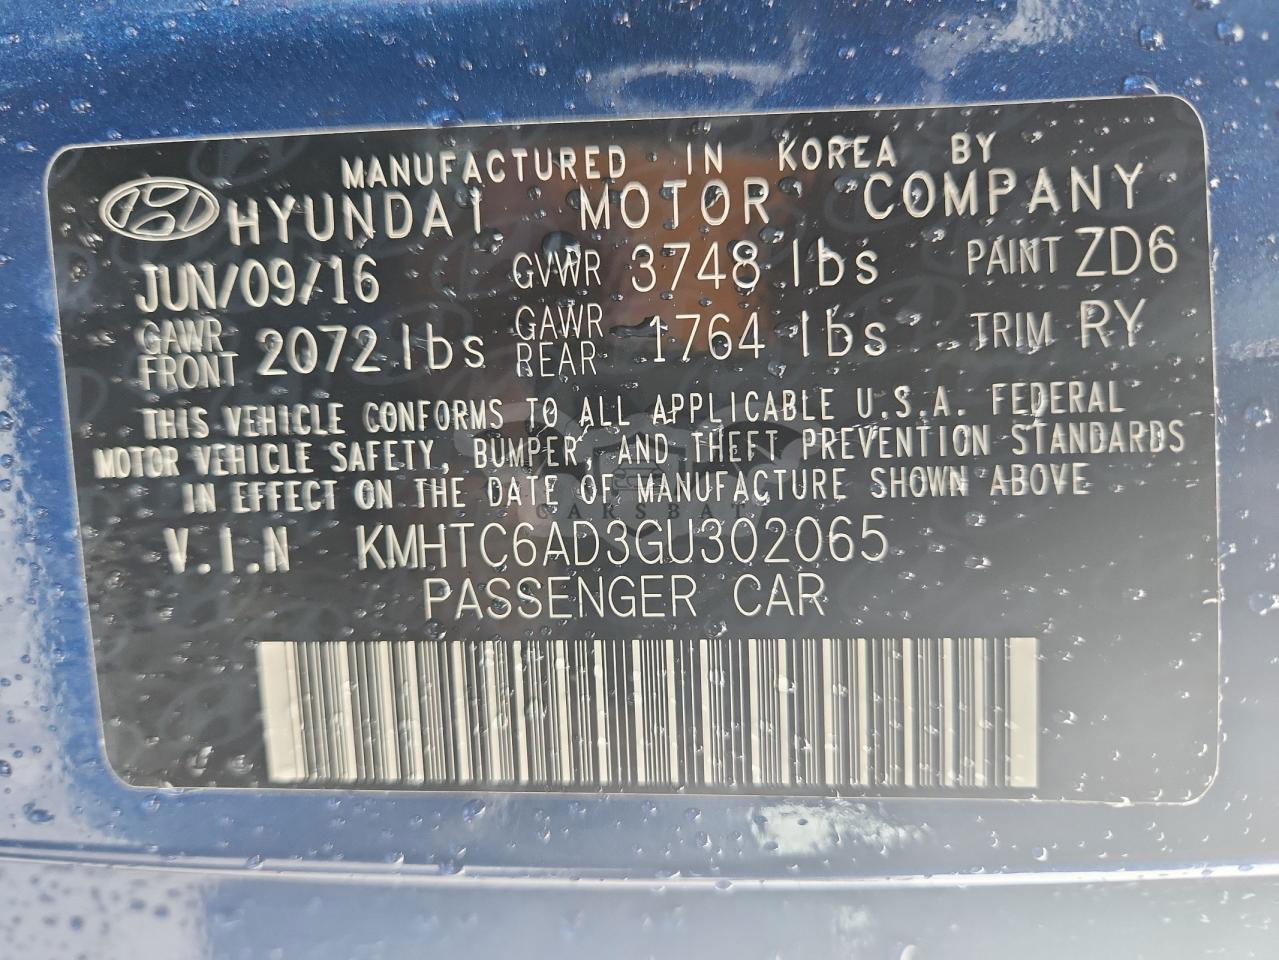 MANUFACTURED IN KOREA BY
HYUNDAI MOTOR COMPANY
JUN/09/16 GVWR 3748 lbs PAINT ZD6
GAWR FRONT 2072 lbs GAWR REAR 1764 lbs TRIM RY
THIS VEHICLE CONFORMS TO ALL APPLICABLE U.S.A. FEDERAL
MOTOR VEHICLE SAFETY, BUMPER, AND THEFT PREVENTION STANDARDS
IN EFFECT ON THE DATE OF MANUFACTURE SHOWN ABOVE
CARSBAT
V.I.N KMHTC6AD3GU302065
PASSENGER CAR